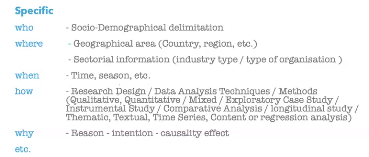 Specific
who - Socio-Demographical delimitation
where - Geographical area (Country, region, etc.)
- Sectorial information (industry type / type of organisation )
when - Time, season, etc.
how - Research Design / Data Analysis Techniques / Methods
(Qualitative, Quantitative / Mixed / Exploratory Case Study /
Instrumental Study / Comparative Analysis / longitudinal study /
Thematic, Textual, Time Series, Content or regression analysis)
why - Reason - intention - causality effect
etc.